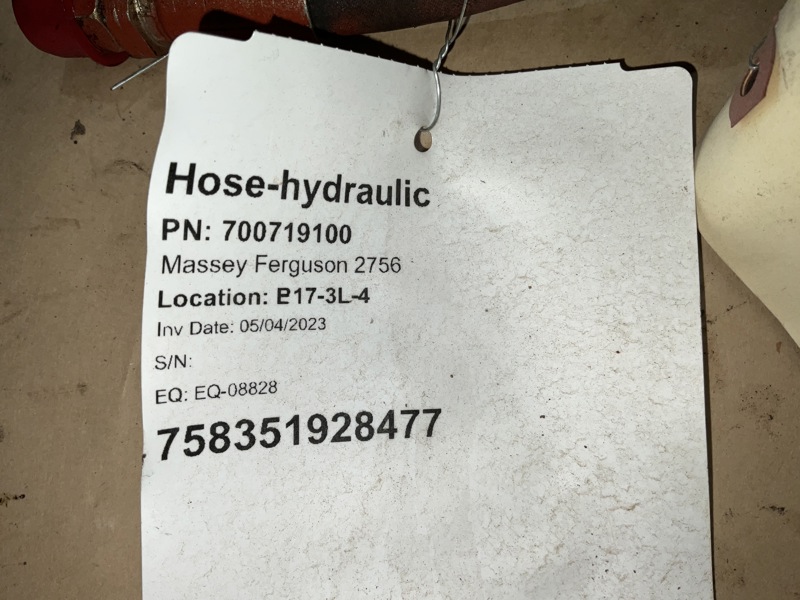 Hose-hydraulic
PN: 700719100
Massey Ferguson 2756
Location: B17-3L-4
Inv Date: 05/04/2023
S/N:
EQ: EQ-08828
758351928477